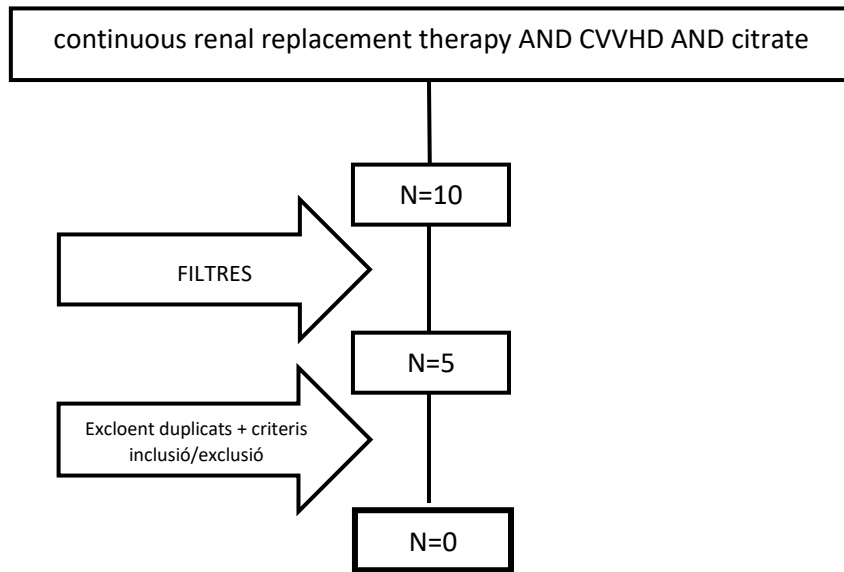 continuous renal replacement therapy AND CVVHD AND citrate
N=10
FILTRES
N=5
Excloent duplicats + criteris
inclusió/exclusió
N=0